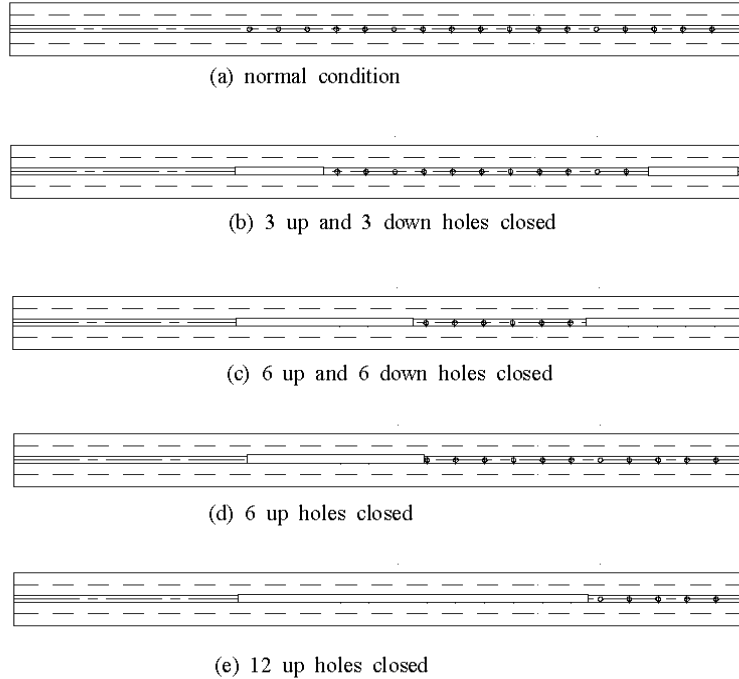 (a) normal condition
(b) 3 up and 3 down holes closed
(c) 6 up and 6 down holes closed
(d) 6 up holes closed
(e) 12 up holes closed